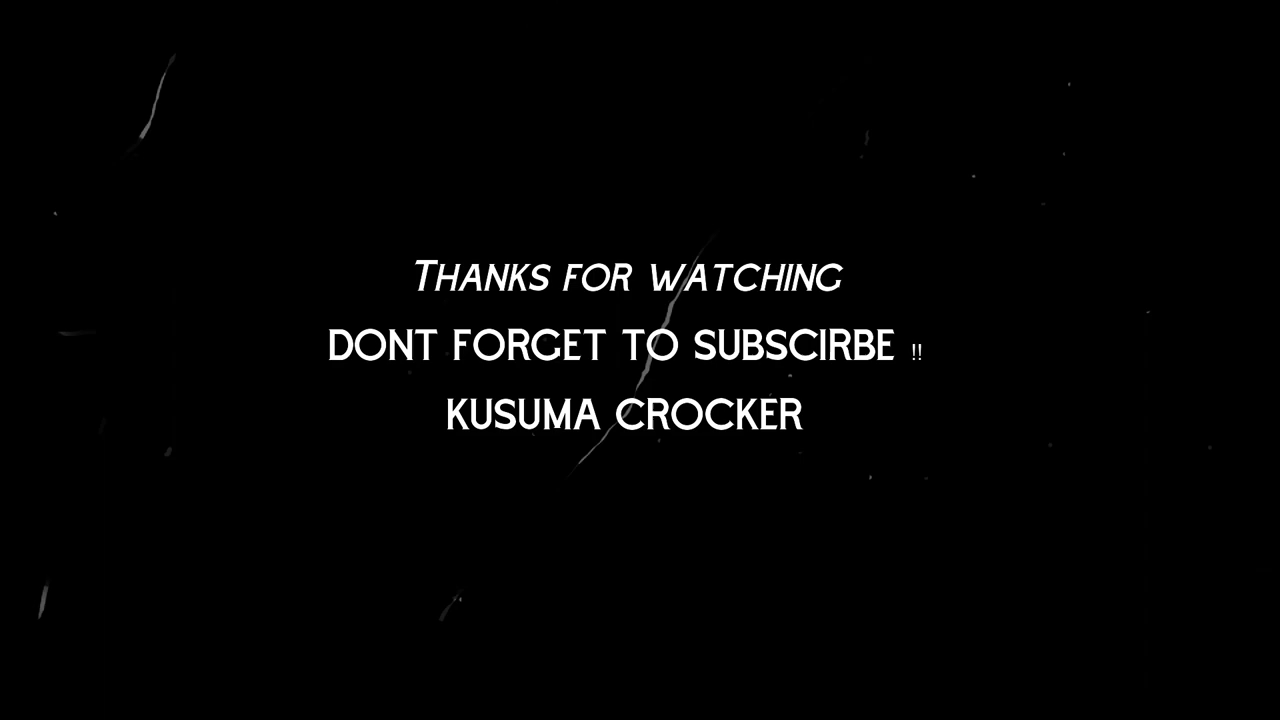 Thanks for watching
DONT FORGET TO SUBSCIRBE !!
KUSUMA CROCKER